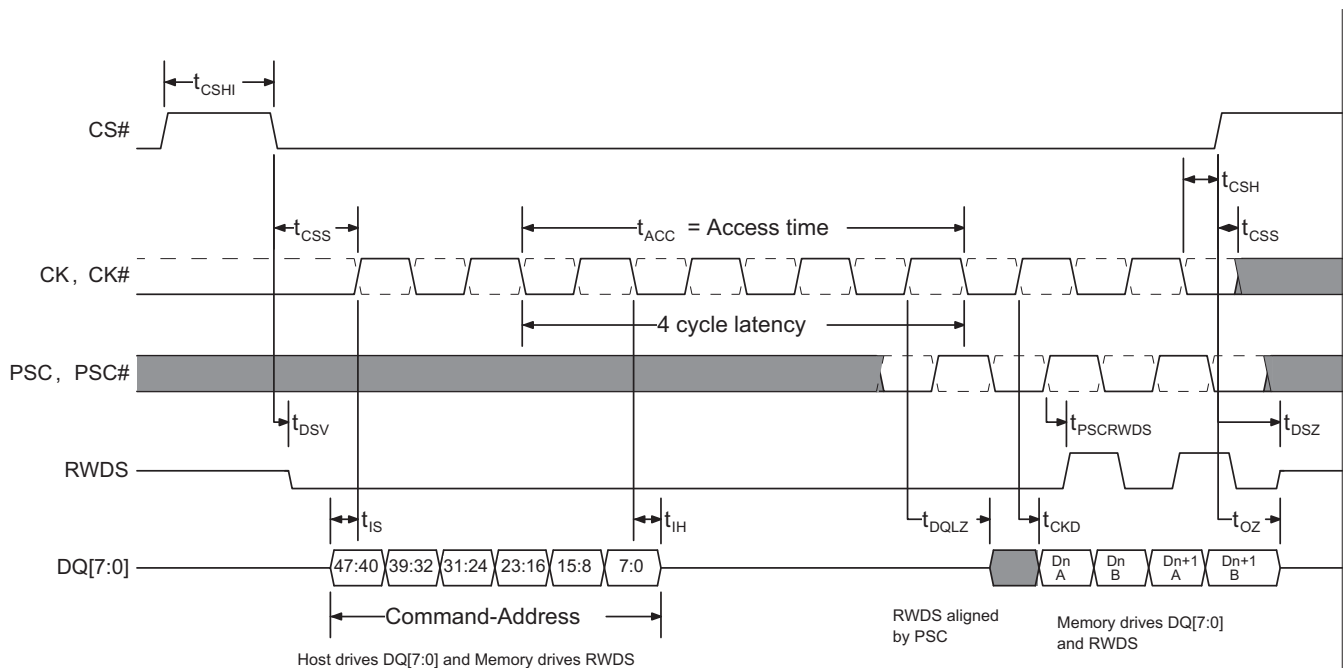 tCSHI
CS#
tCSH
tCSS
tACC = Access time
tCSS
CK, CK#
4 cycle latency
PSC, PSC#
tDSV
tPSCRWDS
tDSZ
RWDS
tIS
tIH
tDQLZ
tCKD
tOZ
DQ[7:0]
47:40
39:32
31:24
23:16
15:8
7:0
Dn
A
Dn
B
Dn+1
A
Dn+1
B
Command-Address
RWDS aligned
by PSC
Memory drives DQ[7:0]
and RWDS
Host drives DQ[7:0] and Memory drives RWDS